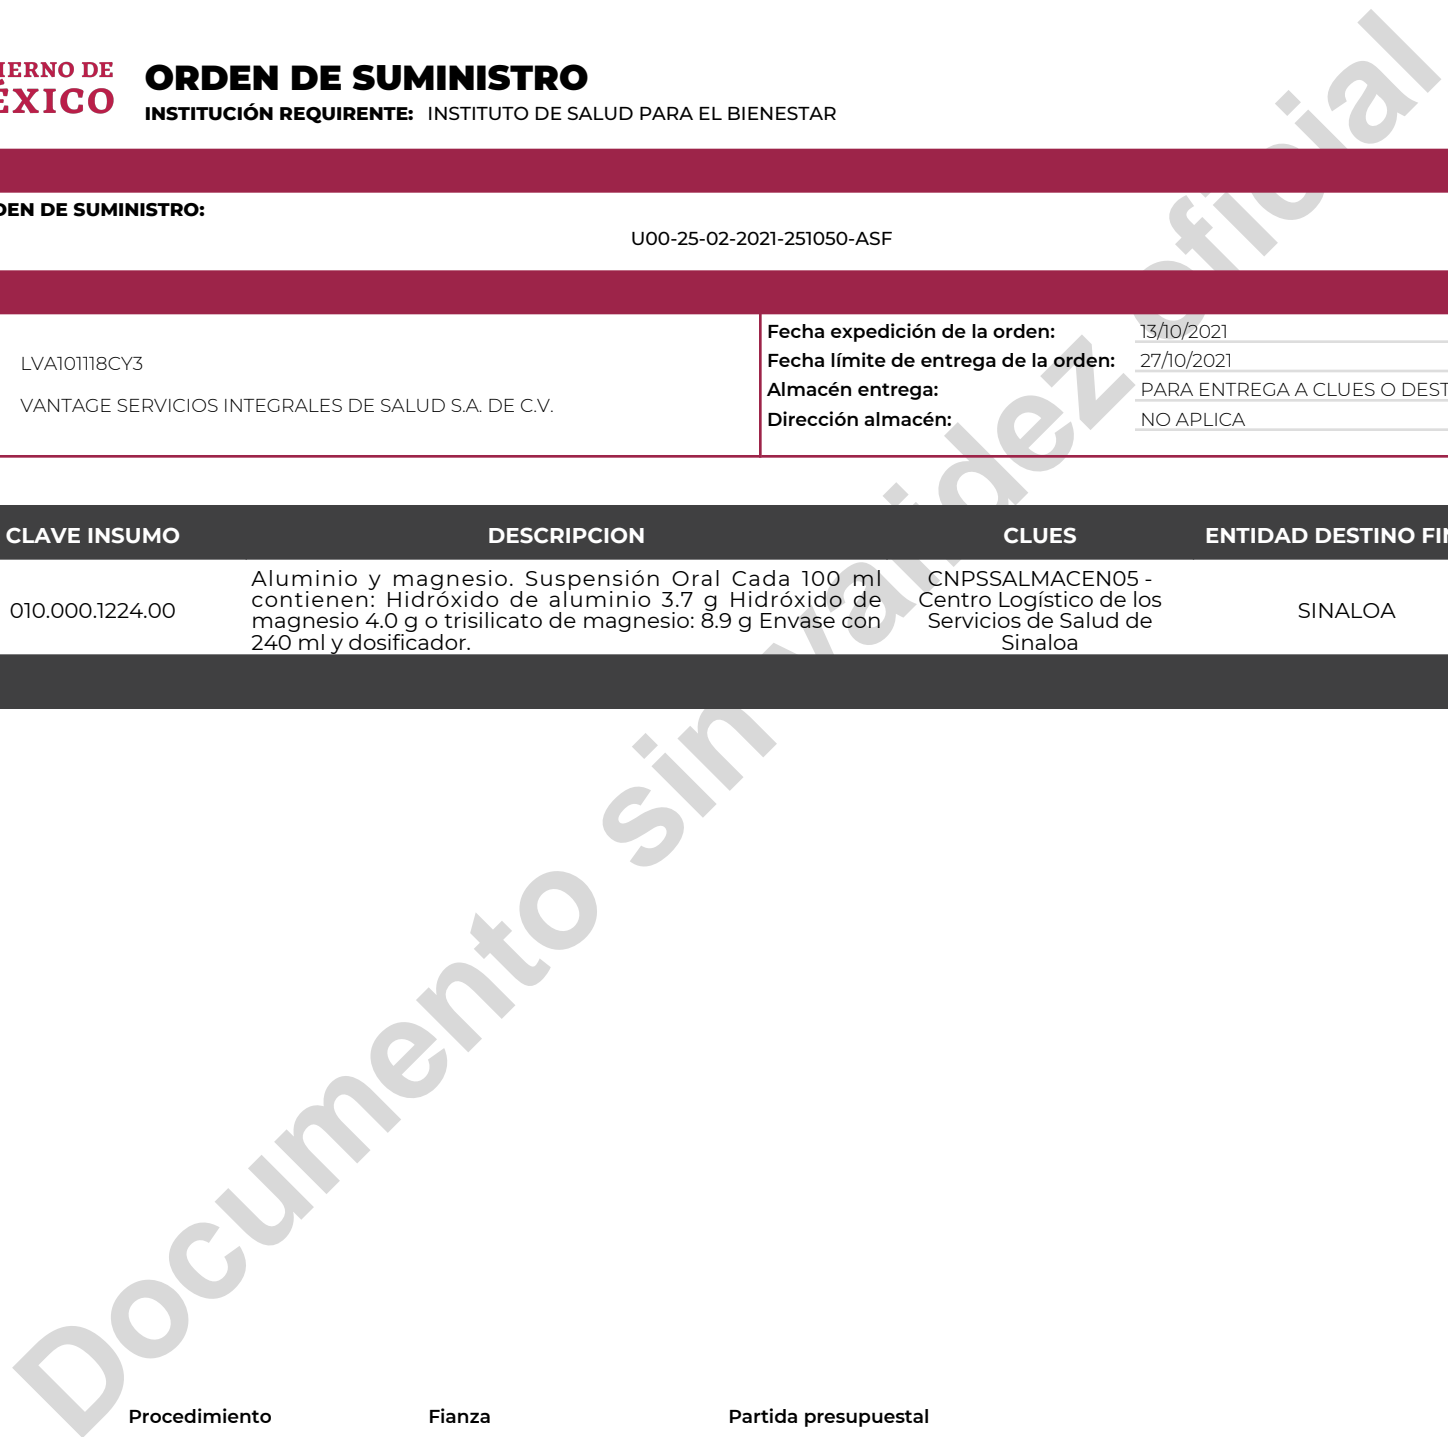 IERNO DE
ÉXICO
ORDEN DE SUMINISTRO
INSTITUCIÓN REQUIRENTE: INSTITUTO DE SALUD PARA EL BIENESTAR
DEN DE SUMINISTRO:
U00-25-02-2021-251050-ASF
LVA101118CY3
VANTAGE SERVICIOS INTEGRALES DE SALUD S.A. DE C.V.
Fecha expedición de la orden: 13/10/2021
Fecha límite de entrega de la orden: 27/10/2021
Almacén entrega: PARA ENTREGA A CLUES O DEST
Dirección almacén: NO APLICA
CLAVE INSUMO DESCRIPCION CLUES ENTIDAD DESTINO FIN
010.000.1224.00
Aluminio y magnesio. Suspensión Oral Cada 100 ml
contienen: Hidróxido de aluminio 3.7 g Hidróxido de
magnesio 4.0 g o trisilicato de magnesio: 8.9 g Envase con
240 ml y dosificador.
CNPSSALMACEN05 -
Centro Logístico de los
Servicios de Salud de
Sinaloa
SINALOA
Documento sin validez oficial
Procedimiento Fianza Partida presupuestal